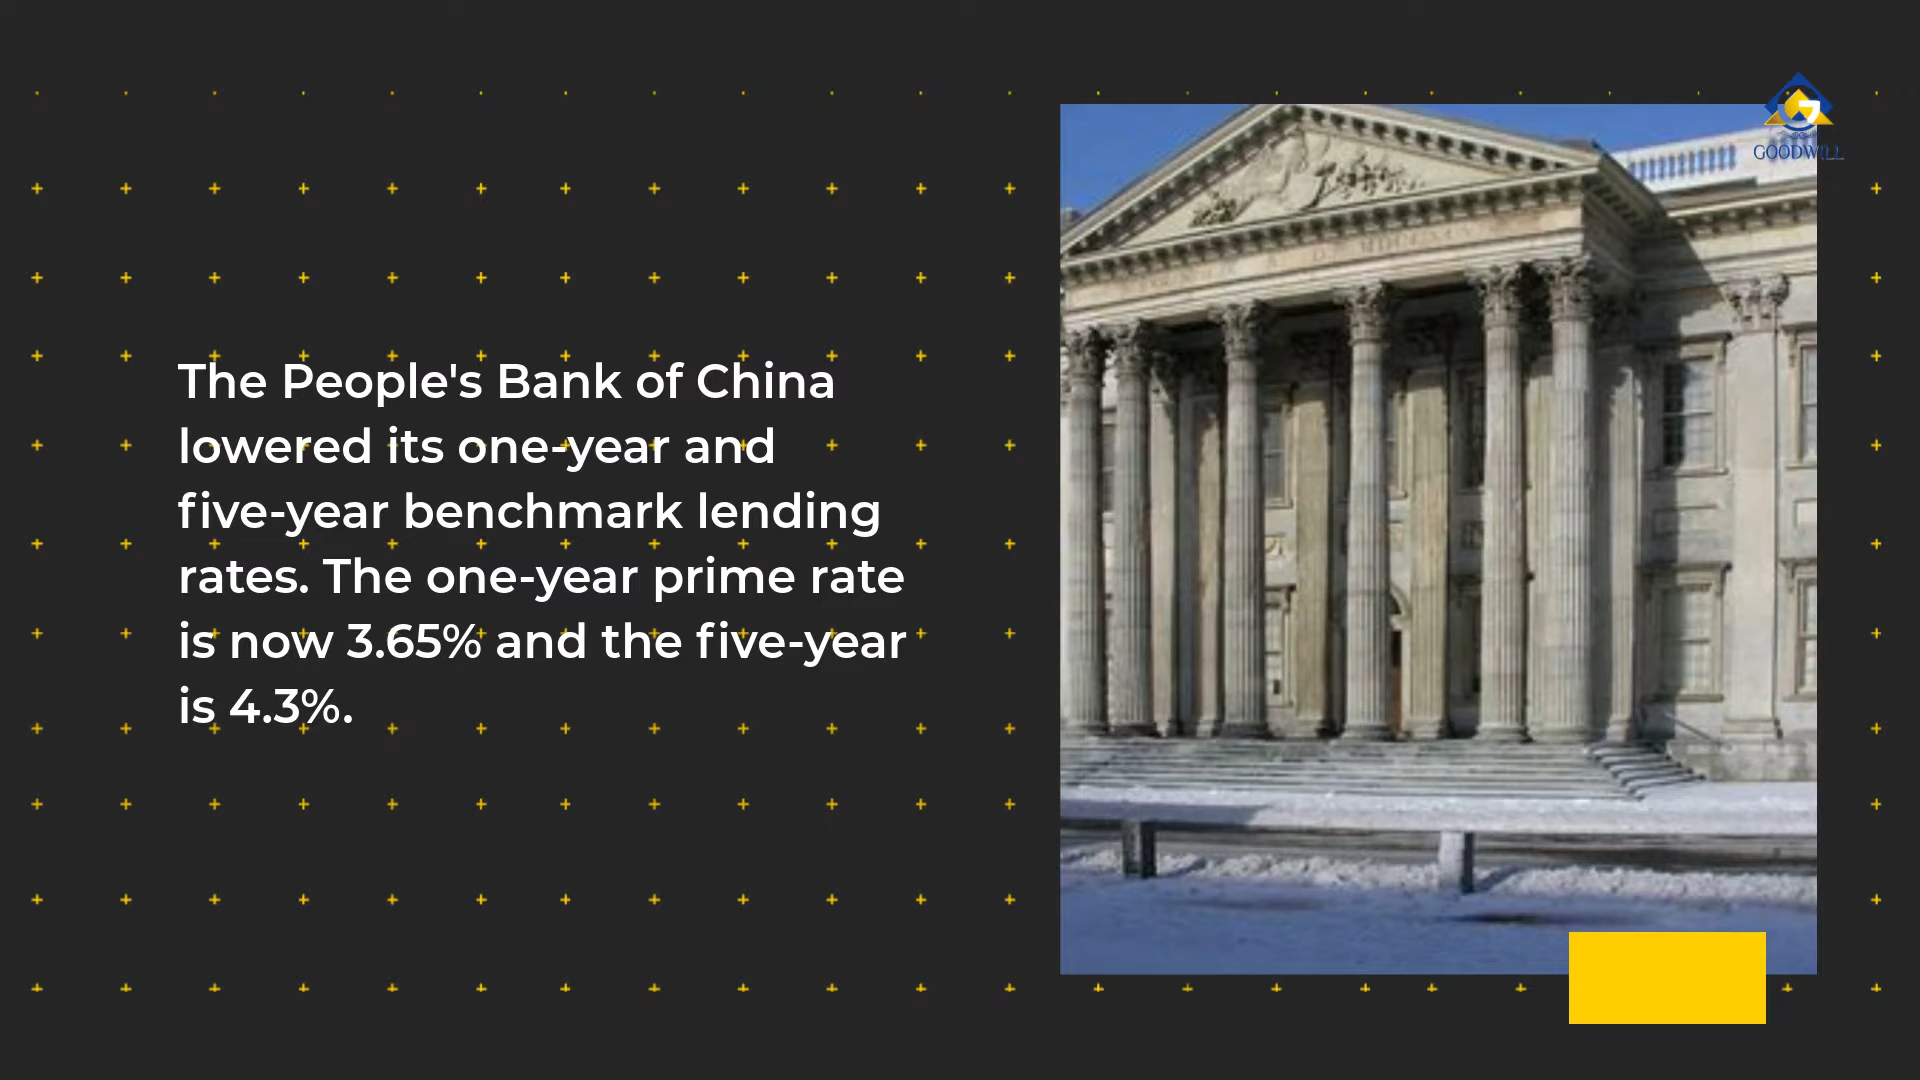 The People's Bank of China
lowered its one-year and
five-year benchmark lending
rates. The one-year prime rate
is now 3.65% and the five-year
is 4.3%.
GOODWILL